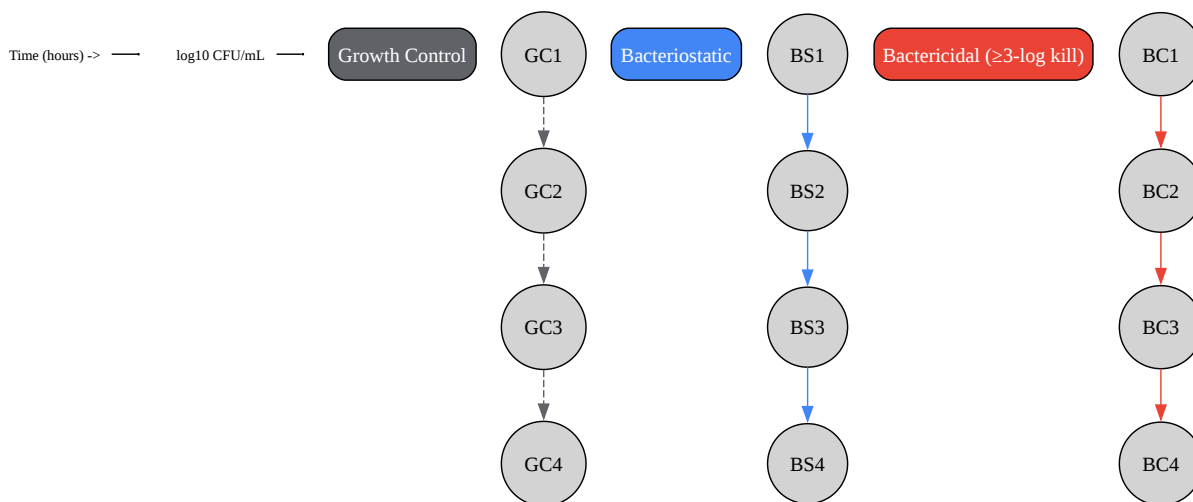 Time (hours) ->
log10 CFU/mL
Growth Control
GC1
Bacteriostatic
BS1
Bactericidal (≥3-log kill)
BC1
GC2
BS2
BC2
GC3
BS3
BC3
GC4
BS4
BC4